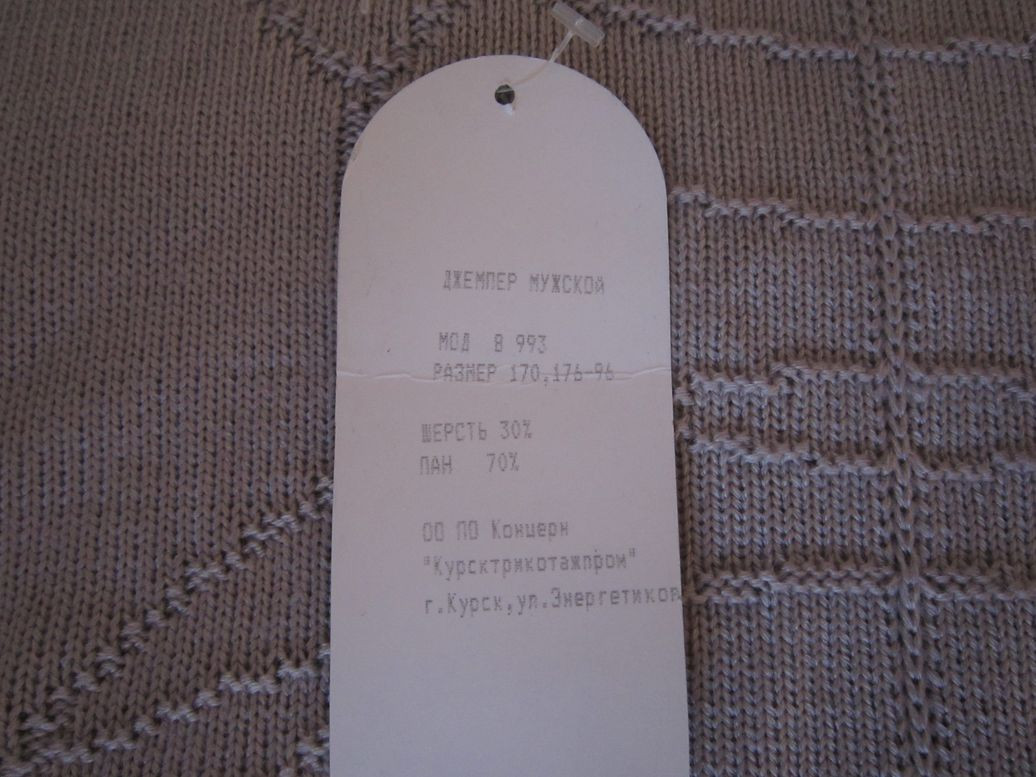 ДЖЕМПЕР МУЖСКОЙ
МОД 8 993
РАЗМЕР 170,176-96
ШЕРСТЬ 30%
ПАН 70%
ОО ПО Концерн
"Курсктрикотажпром"
г.Курск,ул.Энергетиков